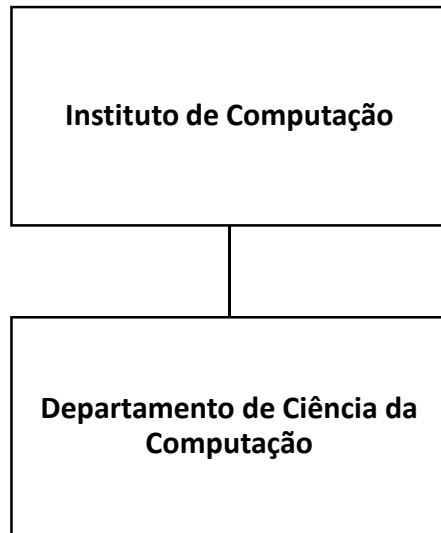 Instituto de Computação
Departamento de Ciência da
Computação